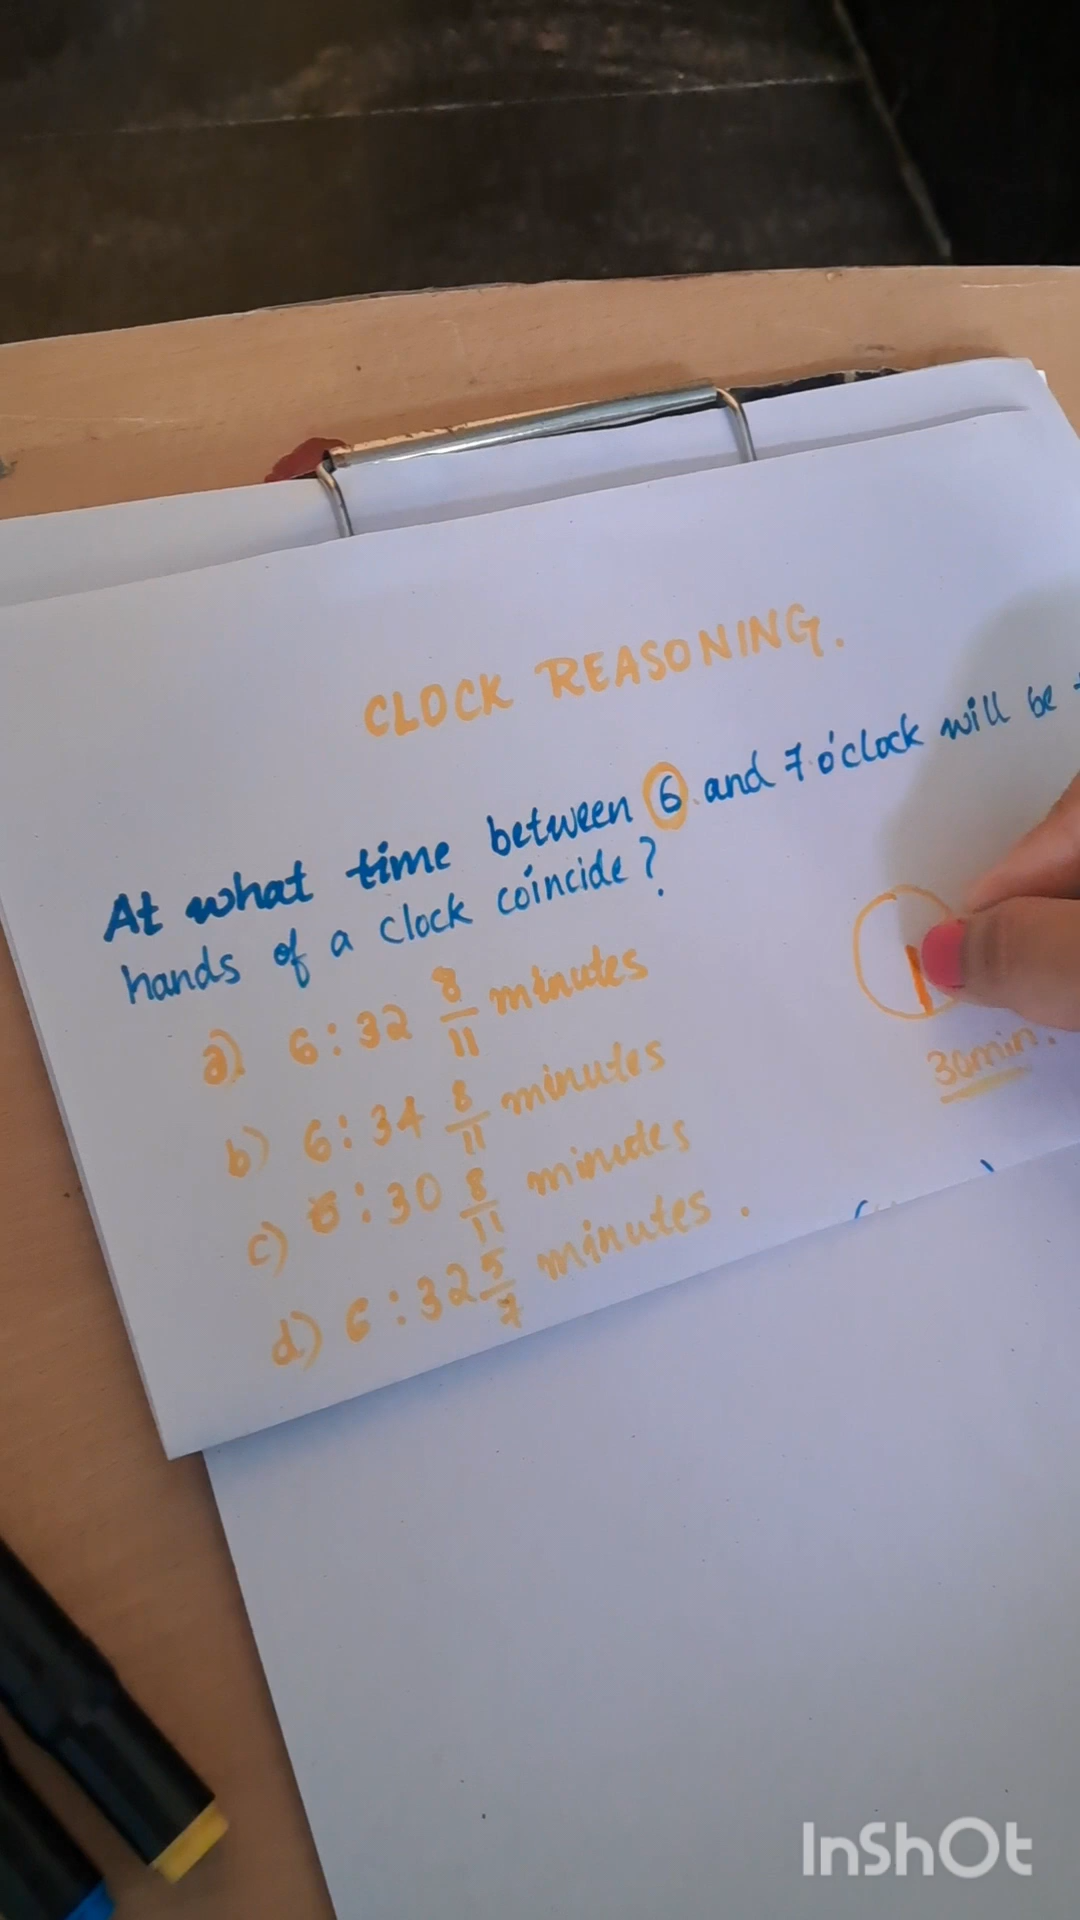 CLOCK REASONING.
At what time between 6 and 7 o'clock will be
hands of a clock coincide?
a) 6:32 8/11 minutes
b) 6:34 8/11 minutes
c) 6:30 8/11 minutes
d) 6:32 5/7 minutes.
30min.
InShOt